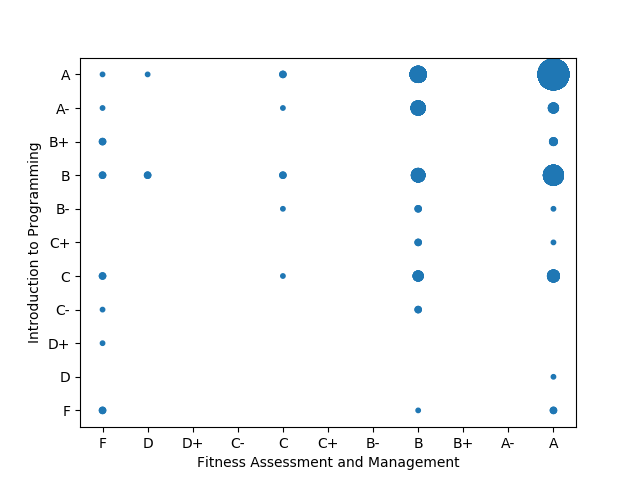 Introduction to Programming
A
A-
B+
B
B-
C+
C
C-
D+
D
F
F D D+ C- C C+ B- B B+ A- A
Fitness Assessment and Management